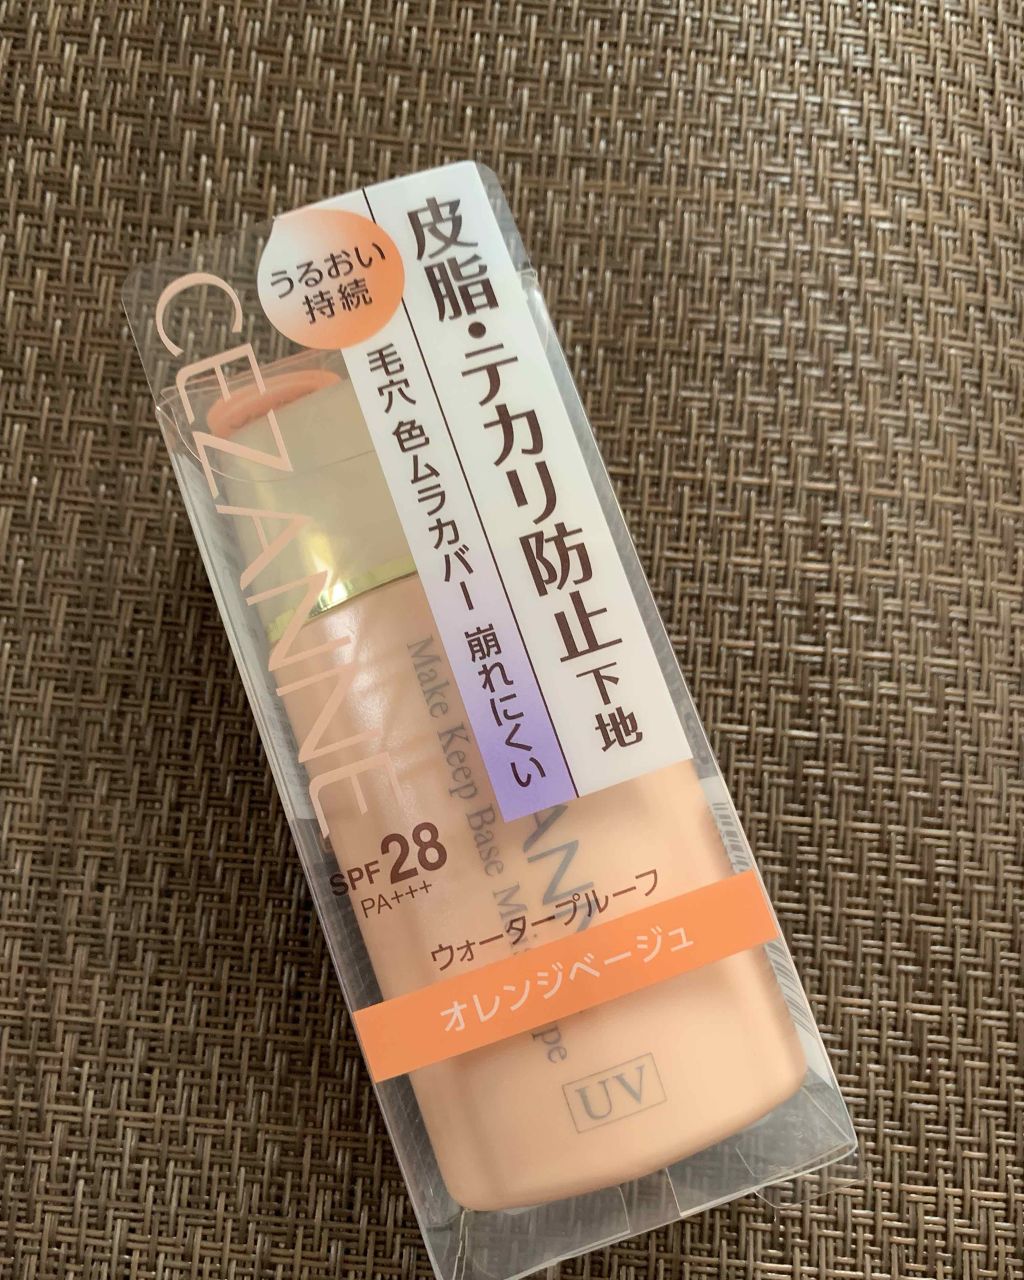 うるおい
持続
皮脂・テカリ防止下地
毛穴 色ムラカバー 崩れにくい
CEZANNE
Make Keep Base
SPF28
PA+++
ウォータープルーフ
オレンジベージュ
UV